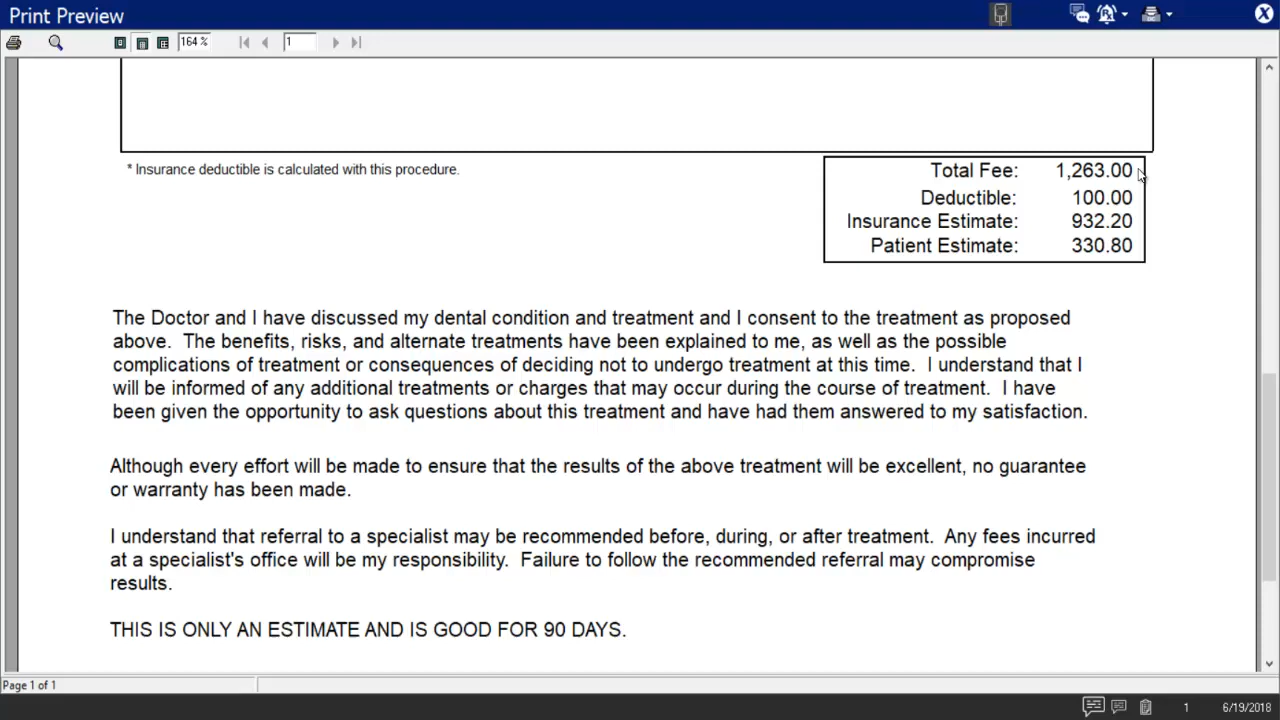 Print Preview
164 %
1
* Insurance deductible is calculated with this procedure.
Total Fee: 1,263.00
Deductible: 100.00
Insurance Estimate: 932.20
Patient Estimate: 330.80
The Doctor and I have discussed my dental condition and treatment and I consent to the treatment as proposed
above. The benefits, risks, and alternate treatments have been explained to me, as well as the possible
complications of treatment or consequences of deciding not to undergo treatment at this time. I understand that I
will be informed of any additional treatments or charges that may occur during the course of treatment. I have
been given the opportunity to ask questions about this treatment and have had them answered to my satisfaction.
Although every effort will be made to ensure that the results of the above treatment will be excellent, no guarantee
or warranty has been made.
I understand that referral to a specialist may be recommended before, during, or after treatment. Any fees incurred
at a specialist's office will be my responsibility. Failure to follow the recommended referral may compromise
results.
THIS IS ONLY AN ESTIMATE AND IS GOOD FOR 90 DAYS.
Page 1 of 1
1 6/19/2018